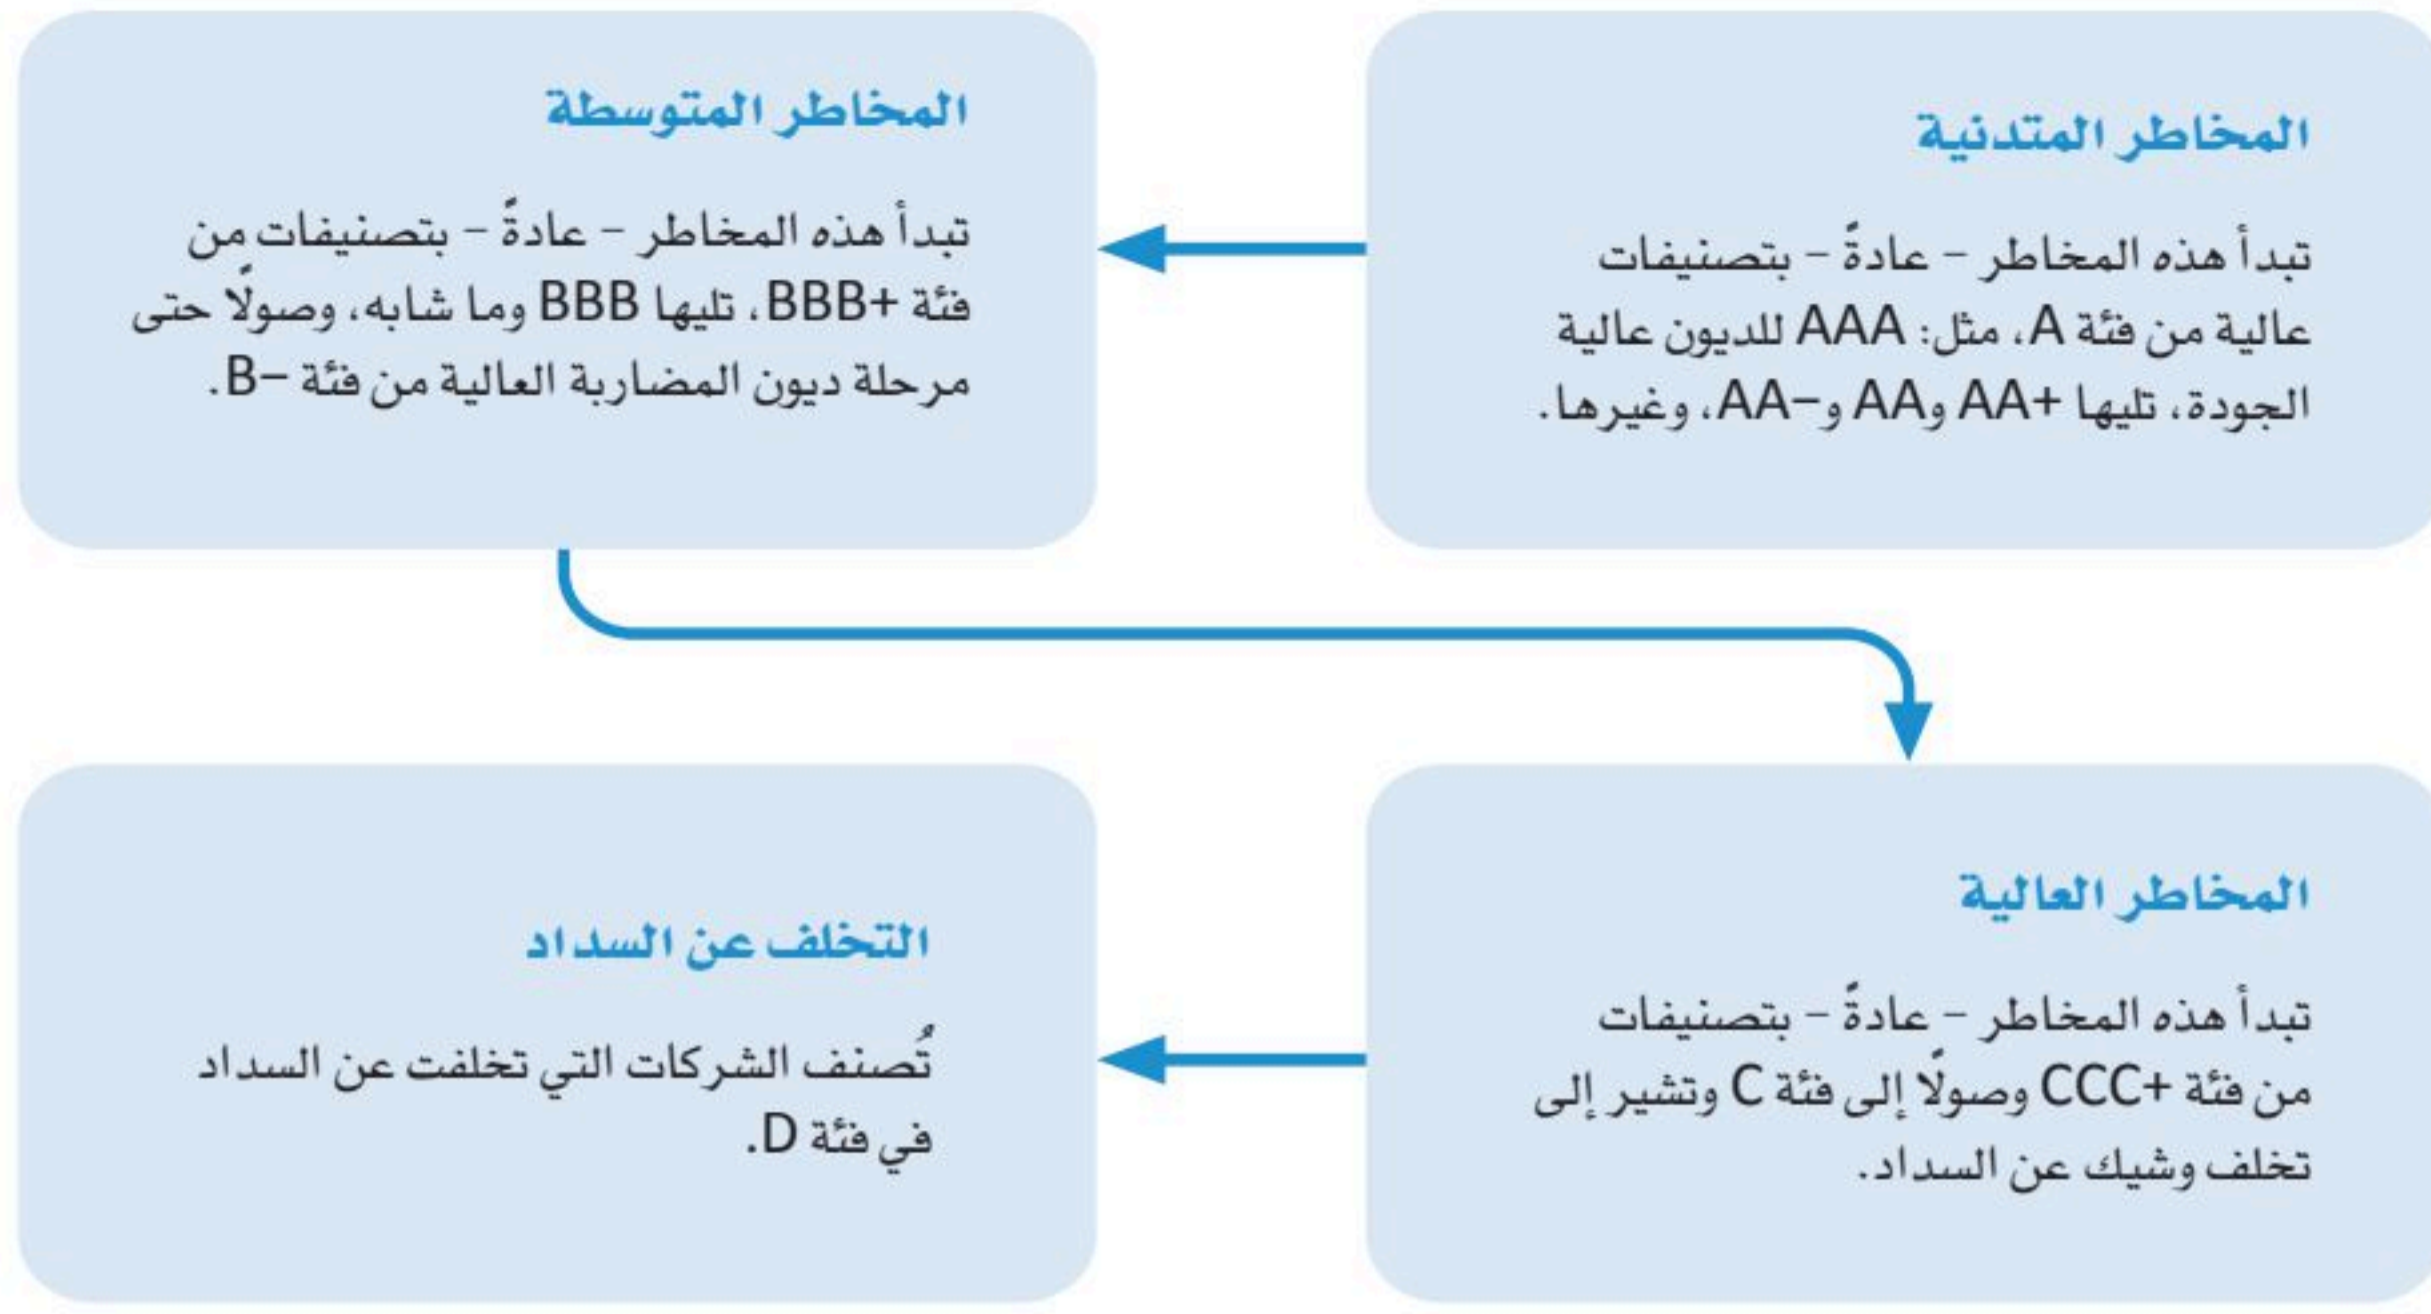 المخاطر المتدنية
تبدأ هذه المخاطر – عادةً – بتصنيفات
عالية من فئة A، مثل: AAA للديون عالية
الجودة، تليها +AA وAA و–AA، وغيرها.
المخاطر المتوسطة
تبدأ هذه المخاطر – عادةً – بتصنيفات من
فئة +BBB، تليها BBB وما شابه، وصولًا حتى
مرحلة ديون المضاربة العالية من فئة –B.
المخاطر العالية
تبدأ هذه المخاطر – عادةً – بتصنيفات
من فئة +CCC وصولًا إلى فئة C وتشير إلى
تخلف وشيك عن السداد.
التخلف عن السداد
تُصنف الشركات التي تخلفت عن السداد
في فئة D.